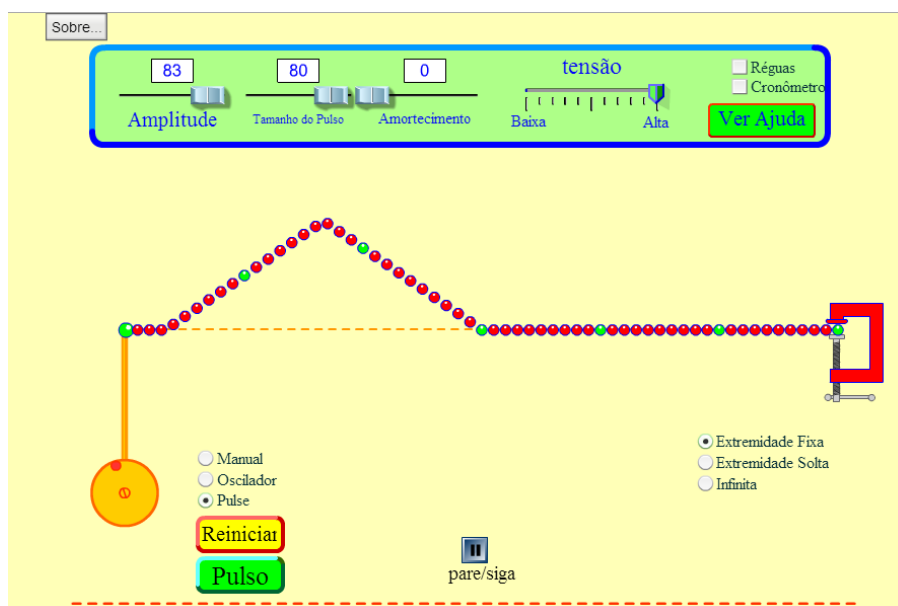 Sobre...
83
80
0
tensão
Réguas
Cronômetro
Amplitude
Tamanho do Pulso
Amortecimento
Baixa
Alta
Ver Ajuda
Manual
Oscilador
Pulse
Extremidade Fixa
Extremidade Solta
Infinita
Reiniciar
Pulso
pare/siga